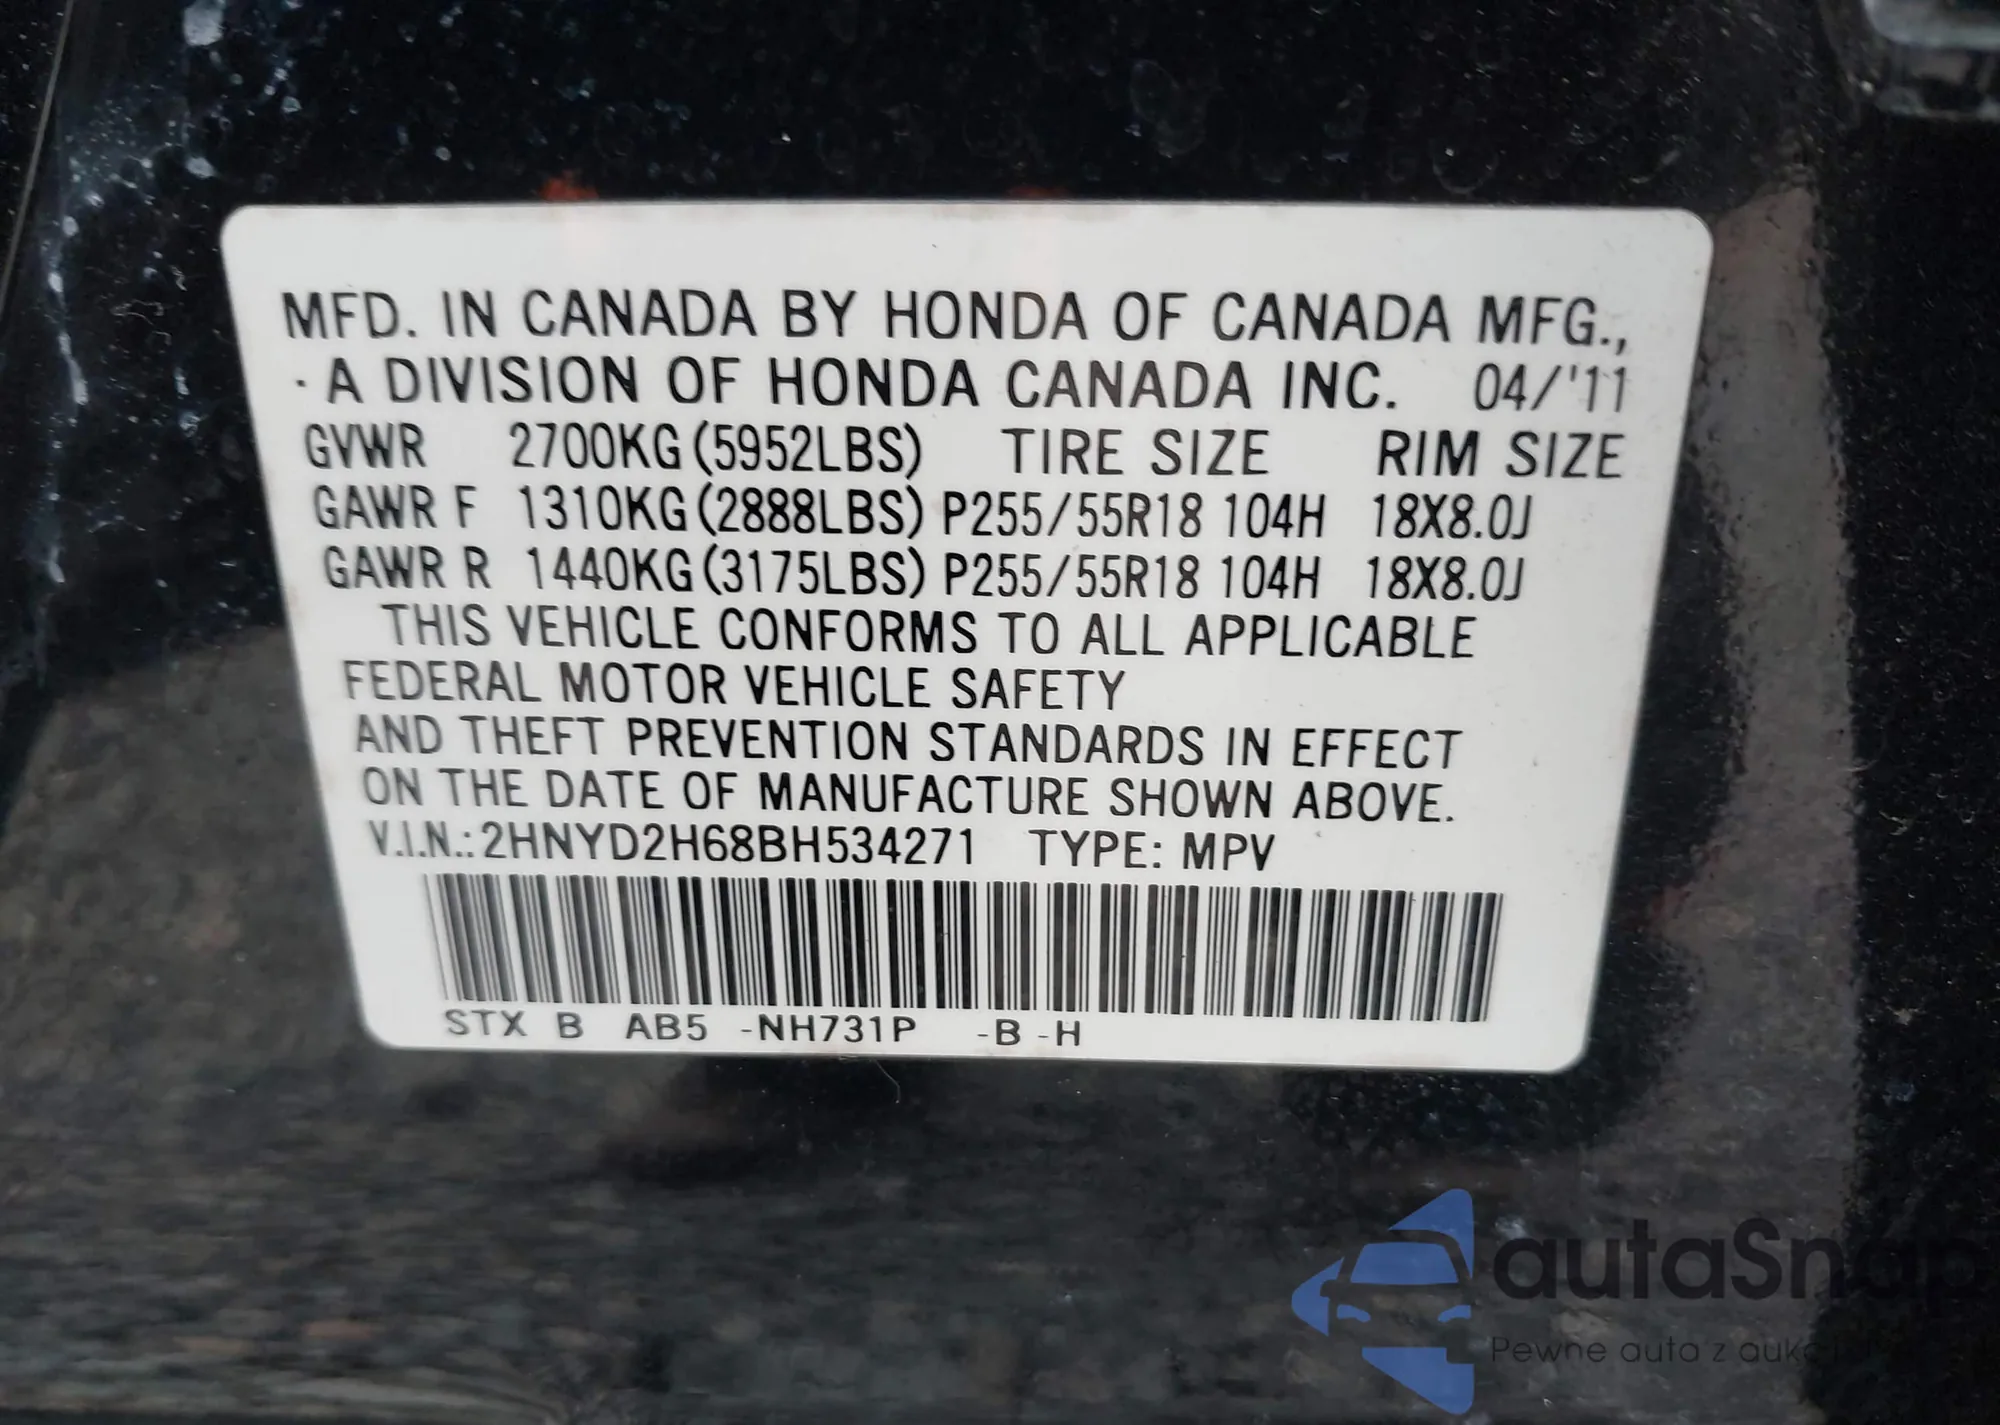 MFD. IN CANADA BY HONDA OF CANADA MFG.,
A DIVISION OF HONDA CANADA INC. 04/'11
GVWR 2700KG (5952LBS) TIRE SIZE RIM SIZE
GAWR F 1310KG (2888LBS) P255/55R18 104H 18X8.0J
GAWR R 1440KG (3175LBS) P255/55R18 104H 18X8.0J
THIS VEHICLE CONFORMS TO ALL APPLICABLE
FEDERAL MOTOR VEHICLE SAFETY
AND THEFT PREVENTION STANDARDS IN EFFECT
ON THE DATE OF MANUFACTURE SHOWN ABOVE.
V.I.N.: 2HNYD2H68BH534271 TYPE: MPV
STX B AB5 -NH731P -B -H
autaSnap
Pewne auta z